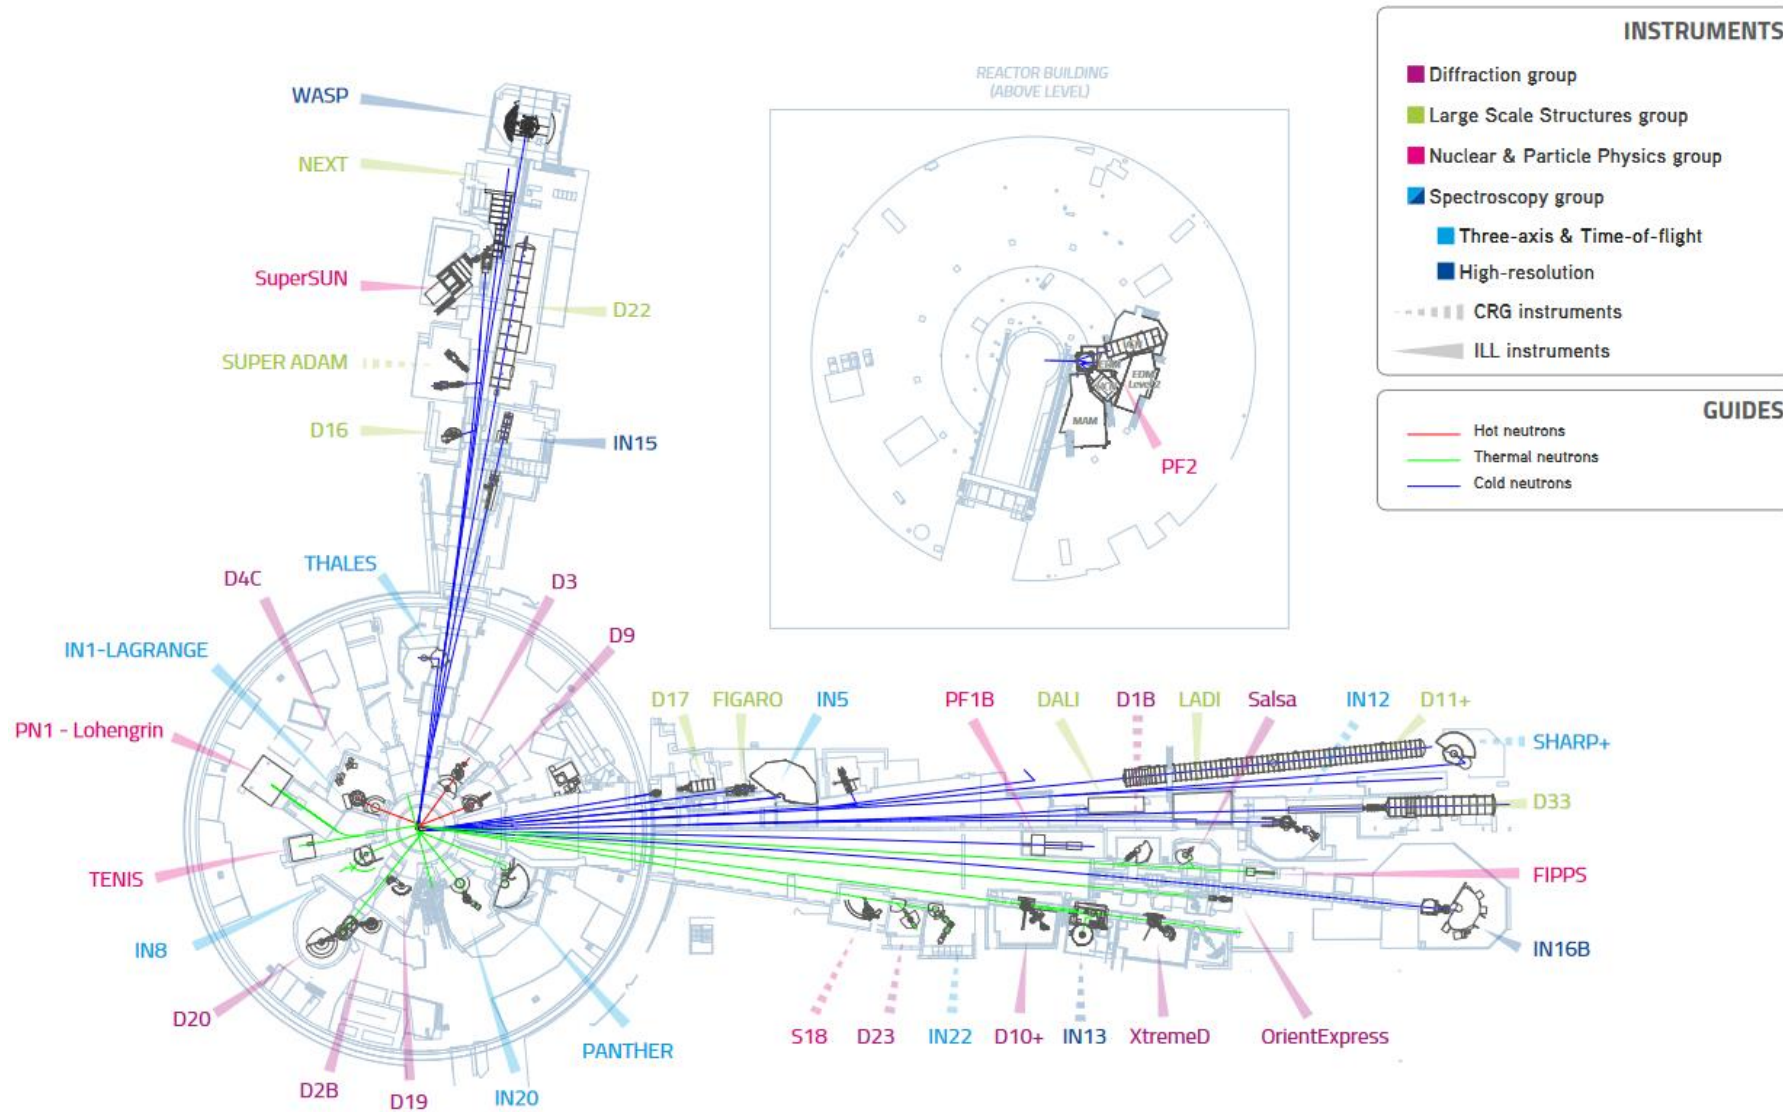 REACTOR BUILDING
(ABOVE LEVEL)
EDM
Level 2
MAM
PF2
WASP
NEXT
SuperSUN
D22
SUPER ADAM
D16
IN15
THALES
D4C
D3
IN1-LAGRANGE
D9
PN1 - Lohengrin
TENIS
IN8
D20
D2B
D19
IN20
PANTHER
D17
FIGARO
IN5
PF1B
DALI
D1B
LADI
Salsa
IN12
D11+
SHARP+
D33
FIPPS
IN16B
S18
D23
IN22
D10+
IN13
XtremeD
OrientExpress
INSTRUMENTS
Diffraction group
Large Scale Structures group
Nuclear & Particle Physics group
Spectroscopy group
Three-axis & Time-of-flight
High-resolution
CRG instruments
ILL instruments
GUIDES
Hot neutrons
Thermal neutrons
Cold neutrons